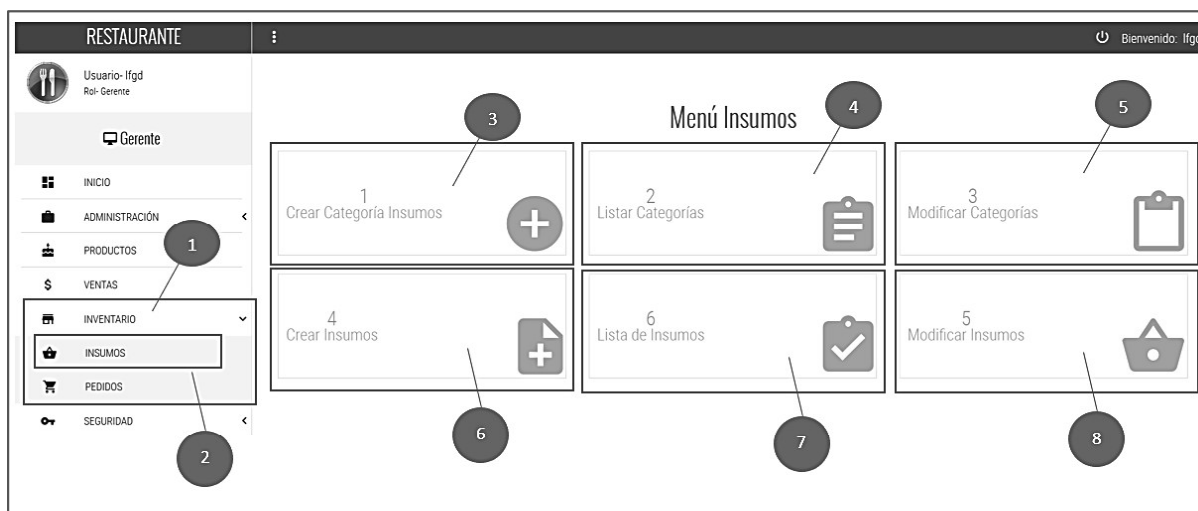 RESTAURANTE
Bienvenido: lfgd
Usuario- lfgd
Rol- Gerente
Gerente
INICIO
ADMINISTRACIÓN
PRODUCTOS
$ VENTAS
INVENTARIO
INSUMOS
PEDIDOS
SEGURIDAD
1
2
Menú Insumos
3
4
5
1
Crear Categoría Insumos
2
Listar Categorías
3
Modificar Categorías
4
Crear Insumos
6
Lista de Insumos
5
Modificar Insumos
6
7
8